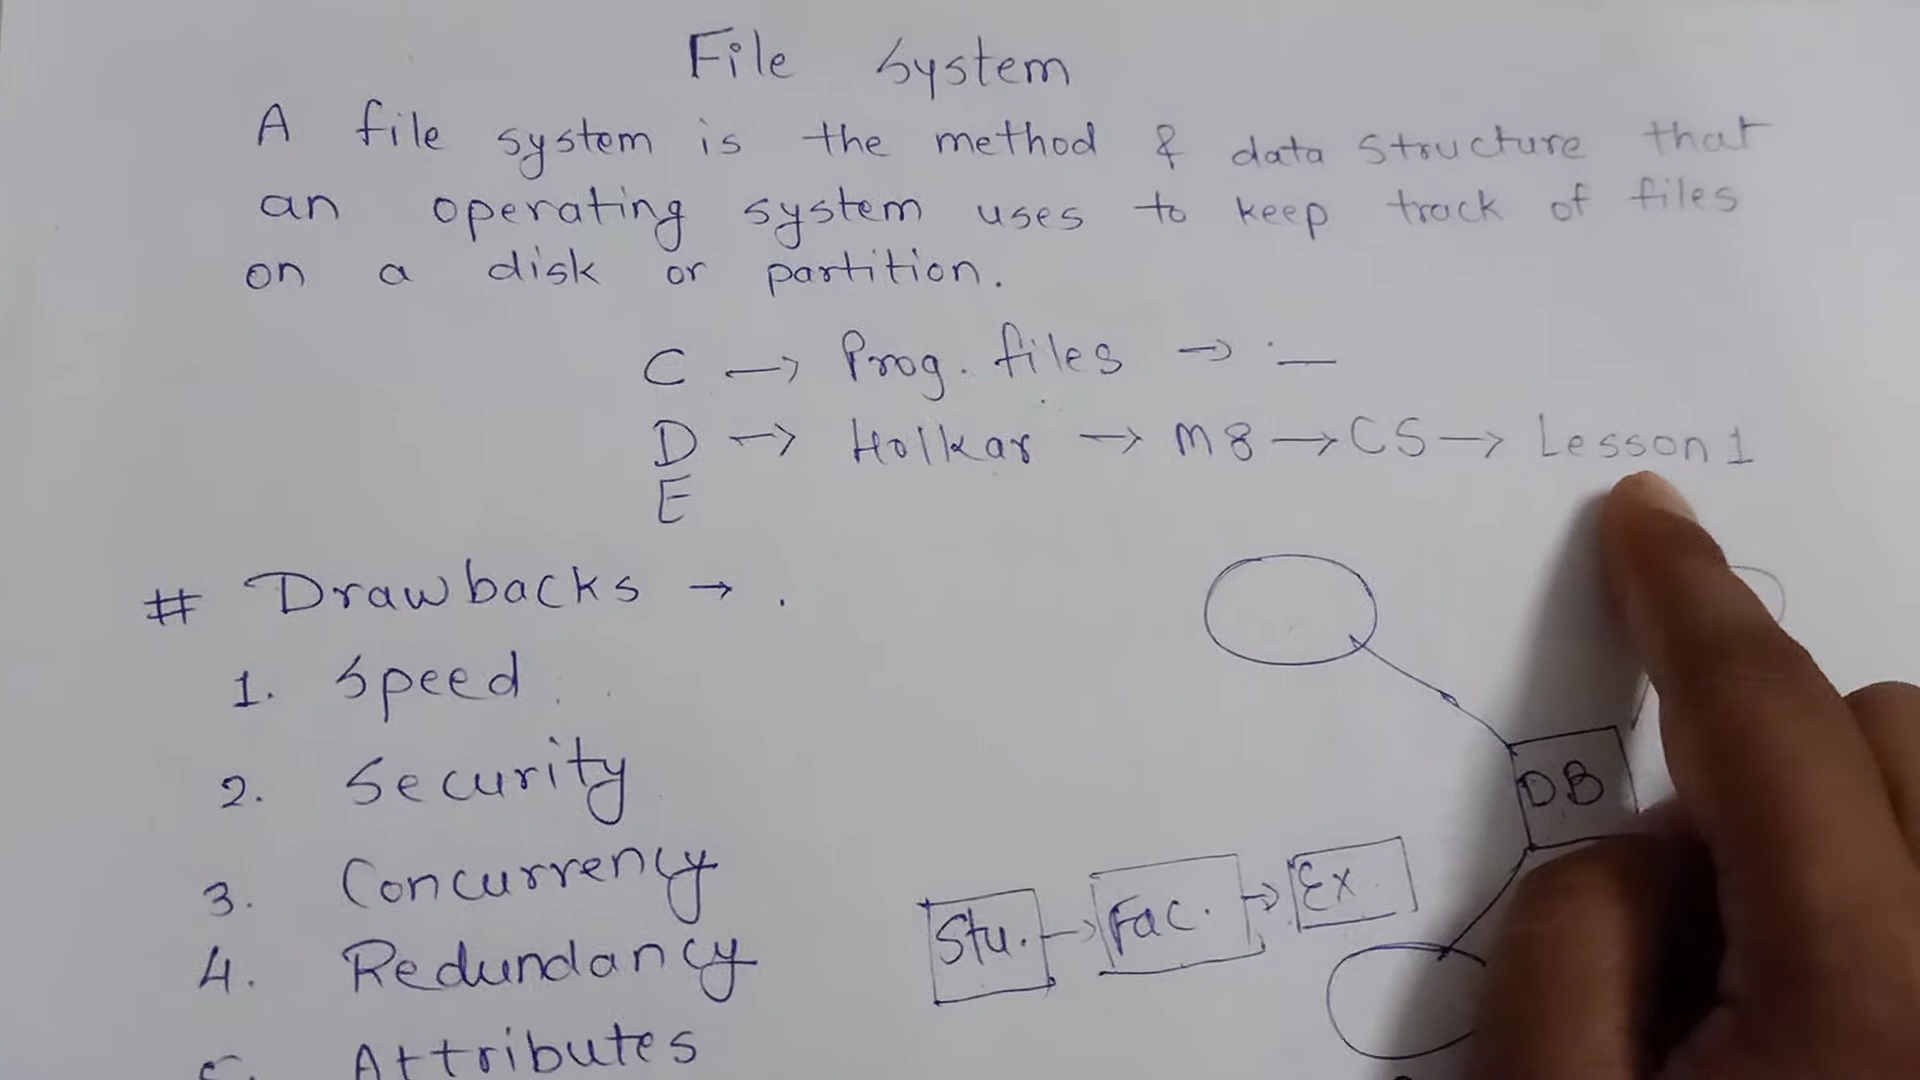 File System
A file system is the method & data structure that
an operating system uses to keep track of files
on a disk or partition.
C → Prog. files → —
D → Holkar → M8 → CS → Lesson 1
E
# Drawbacks →
1. Speed
2. Security
3. Concurrency
4. Redundancy
5. Attributes
DB
Stu. → Fac. → Ex.